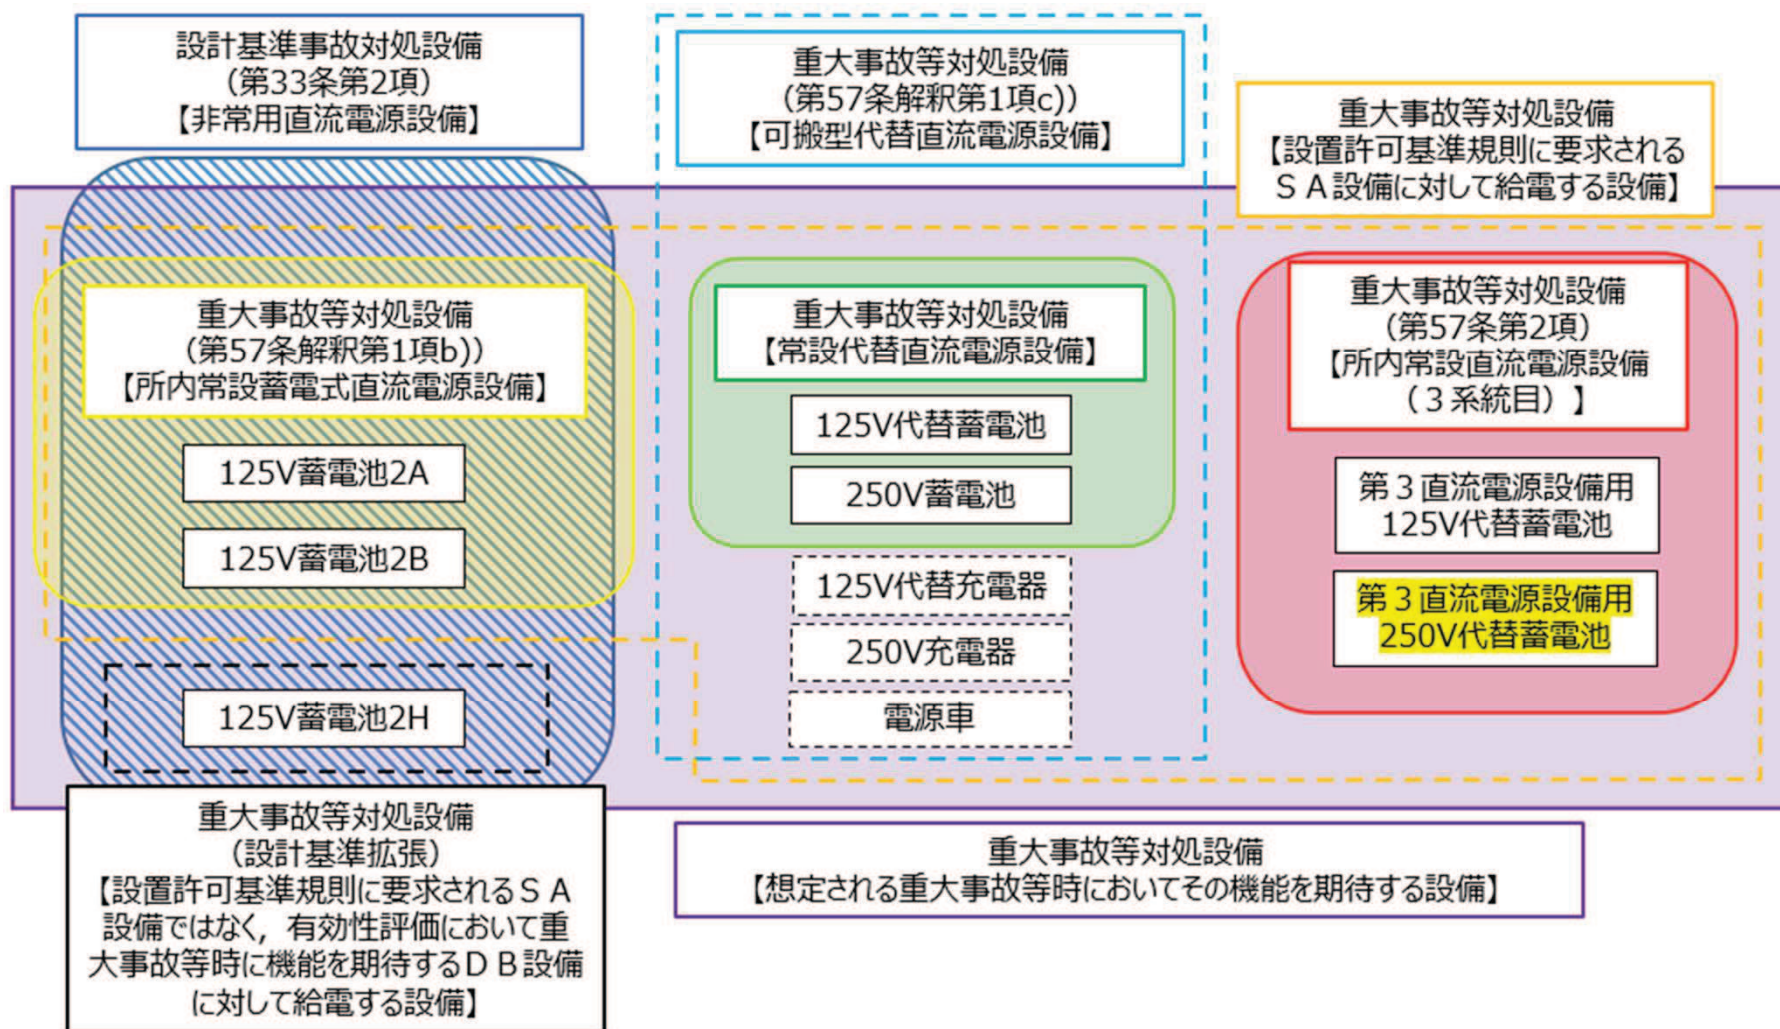 設計基準事故対処設備
(第33条第2項)
【非常用直流電源設備】
重大事故等対処設備
(第57条解釈第1項c))
【可搬型代替直流電源設備】
重大事故等対処設備
【設置許可基準規則に要求される
ＳＡ設備に対して給電する設備】
重大事故等対処設備
(第57条解釈第1項b))
【所内常設蓄電式直流電源設備】
125V蓄電池2A
125V蓄電池2B
125V蓄電池2H
重大事故等対処設備
【常設代替直流電源設備】
125V代替蓄電池
250V蓄電池
125V代替充電器
250V充電器
電源車
重大事故等対処設備
(第57条第2項)
【所内常設直流電源設備
（３系統目）】
第３直流電源設備用
125V代替蓄電池
第３直流電源設備用
250V代替蓄電池
重大事故等対処設備
(設計基準拡張)
【設置許可基準規則に要求されるＳＡ
設備ではなく，有効性評価において重
大事故等時に機能を期待するＤＢ設備
に対して給電する設備】
重大事故等対処設備
【想定される重大事故等時においてその機能を期待する設備】